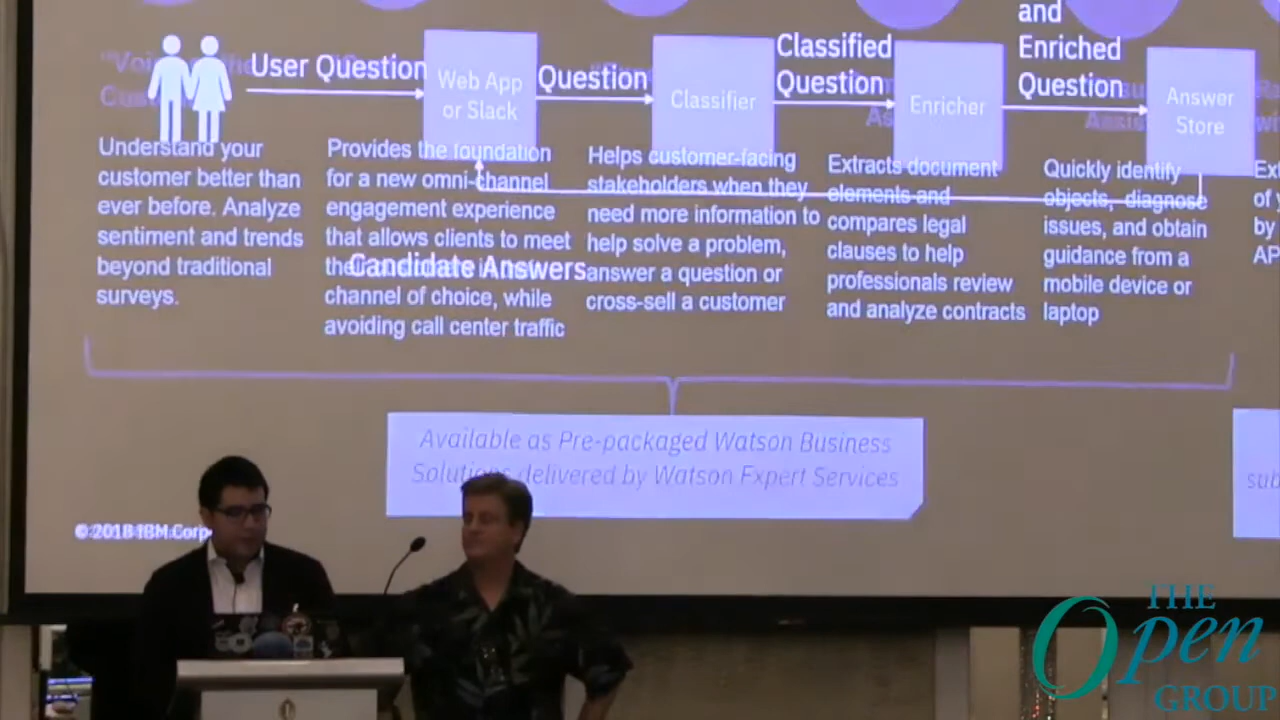 and
Enriched
Question
Classified
Question
User Question
Question
Web App
or Slack
Classifier
Enricher
Answer
Store
Understand your
customer better than
ever before. Analyze
sentiment and trends
beyond traditional
surveys.
Provides the foundation
for a new omni-channel
engagement experience
that allows clients to meet
channel of choice, while
avoiding call center traffic
Candidate Answers
Helps customer-facing
stakeholders when they
need more information to
help solve a problem,
answer a question or
cross-sell a customer
Extracts document
elements and
compares legal
clauses to help
professionals review
and analyze contracts
Quickly identify
objects, diagnose
issues, and obtain
guidance from a
mobile device or
laptop
of y
by
AP
Available as Pre-packaged Watson Business
Solutions delivered by Watson Expert Services
sub
© 2018 IBM Corp
THE
Open
GROUP